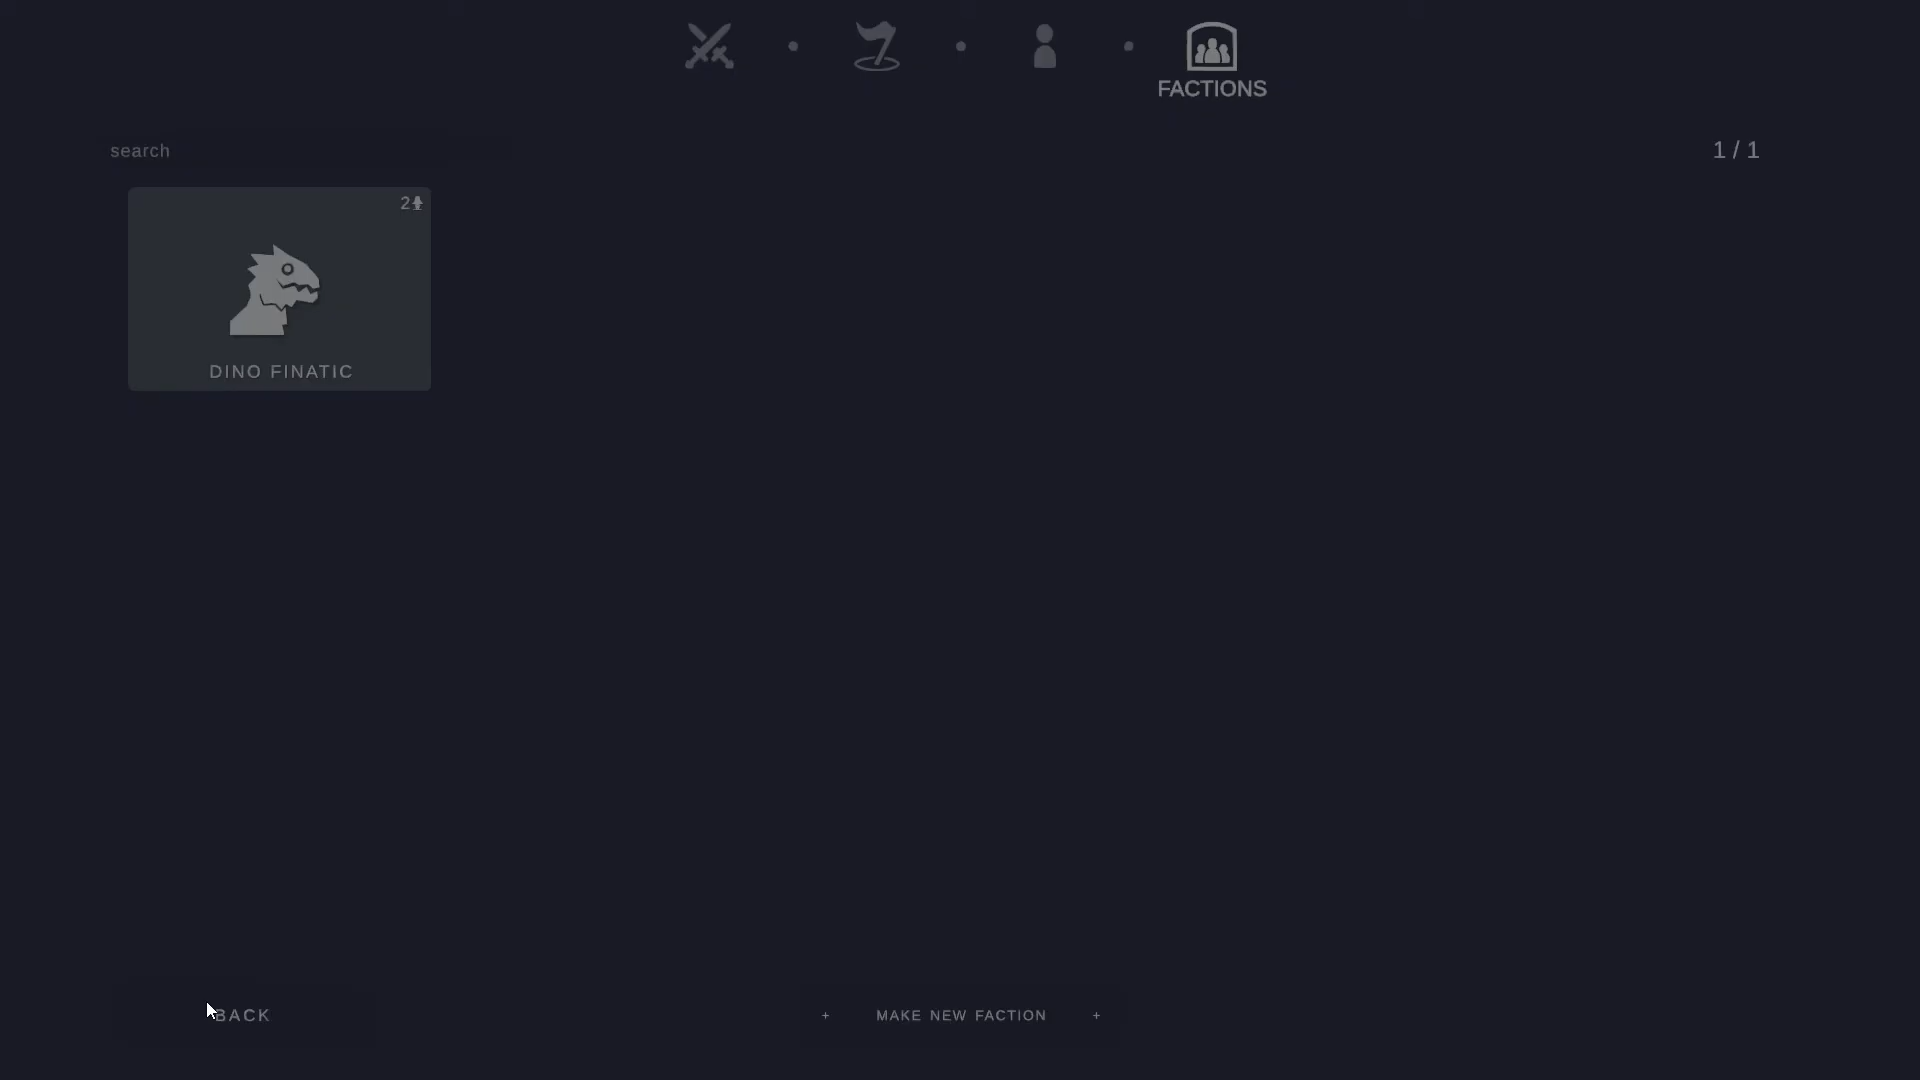 FACTIONS
search
1 / 1
2
DINO FINATIC
BACK
+ MAKE NEW FACTION +